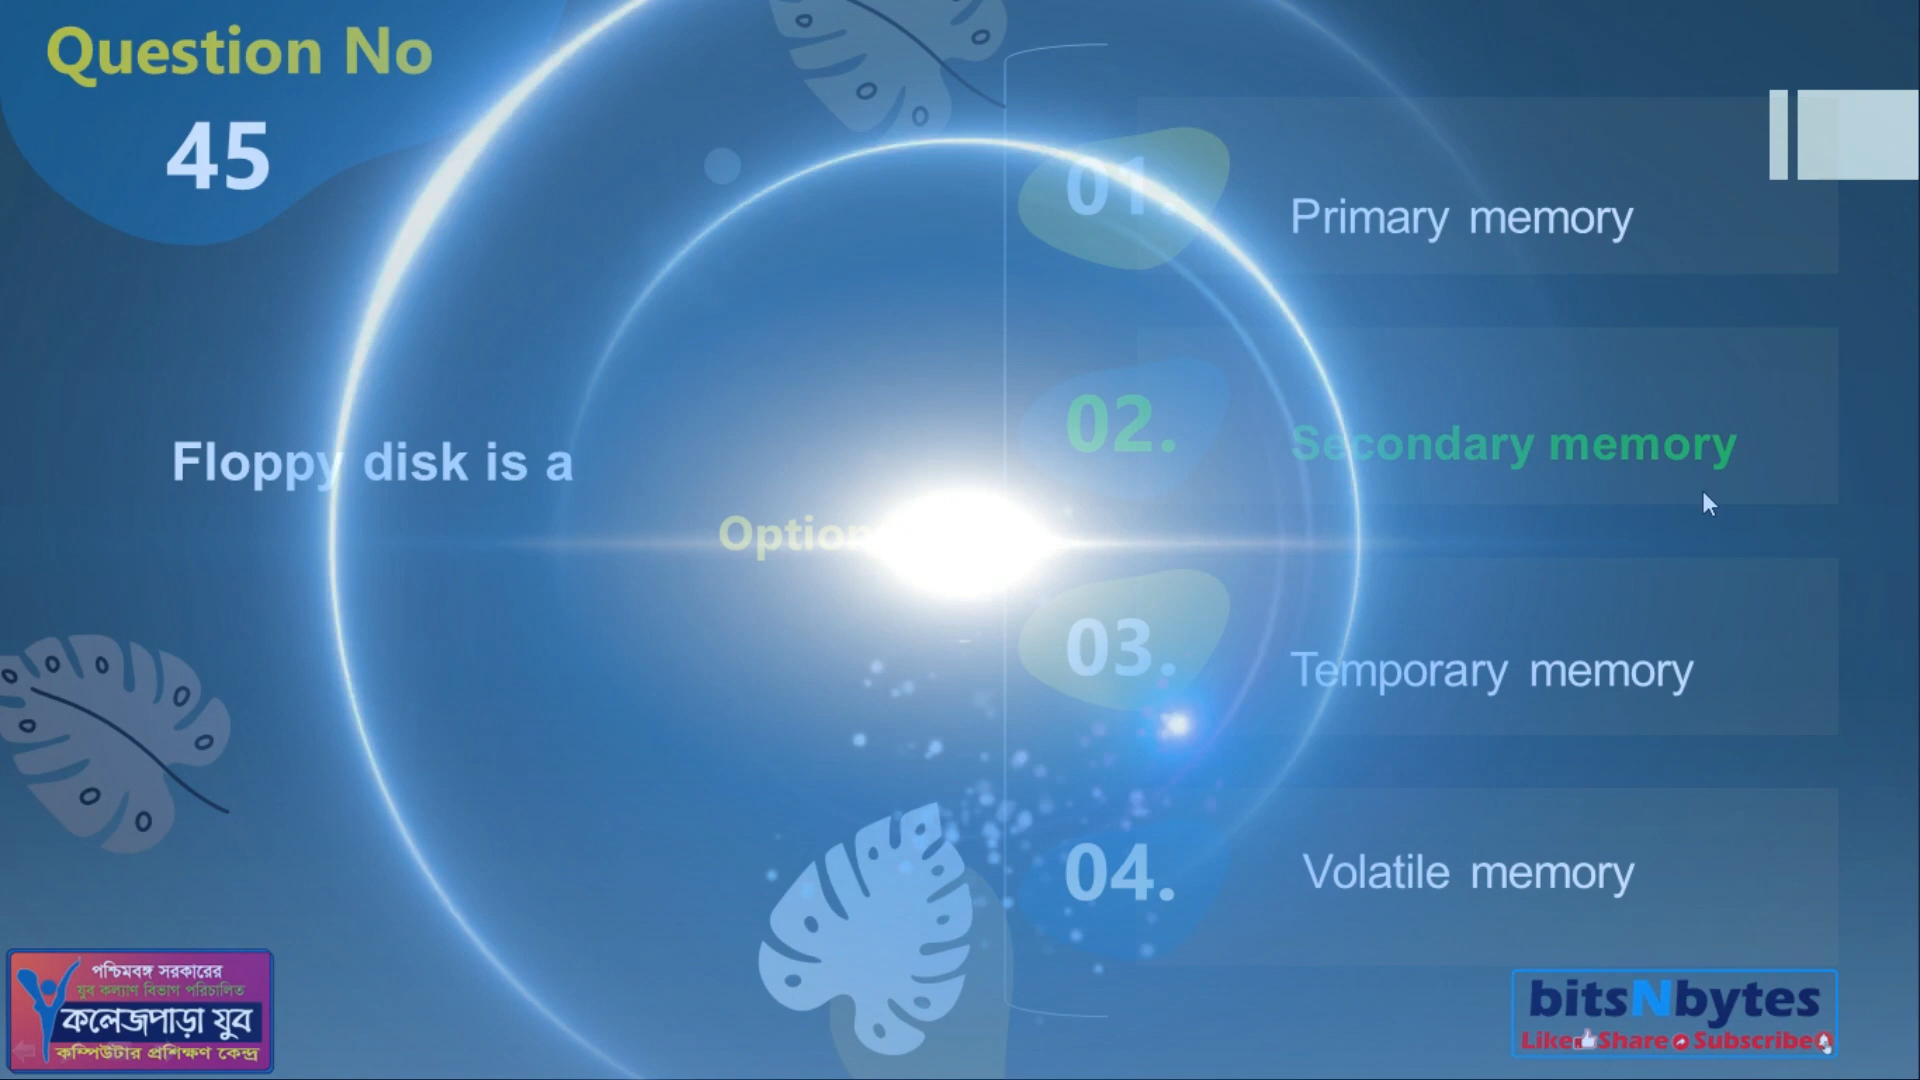 Question No
45
Floppy disk is a
Option
01.
Primary memory
02.
Secondary memory
03.
Temporary memory
04.
Volatile memory
পশ্চিমবঙ্গ সরকারের
যুব কল্যাণ বিভাগ পরিচালিত
কলেজপাড়া যুব
কম্পিউটার প্রশিক্ষণ কেন্দ্র
bitsNbytes
Like Share Subscribe